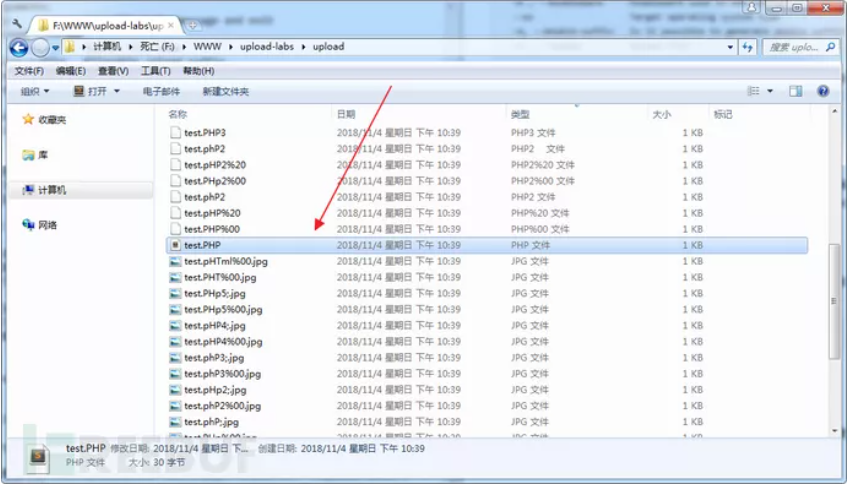 F:\WWW\upload-labs\up
计算机 ▸ 死亡 (F:) ▸ WWW ▸ upload-labs ▸ upload
搜索 uplo...
文件(F) 编辑(E) 查看(V) 工具(T) 帮助(H)
组织 打开 电子邮件 新建文件夹
名称 日期 类型 大小 标记
收藏夹
库
计算机
网络
test.PHP3 2018/11/4 星期日 下午 10:39 PHP3 文件 1 KB
test.phP2 2018/11/4 星期日 下午 10:39 PHP2 文件 1 KB
test.pHP2%20 2018/11/4 星期日 下午 10:39 PHP2%20 文件 1 KB
test.PHp2%00 2018/11/4 星期日 下午 10:39 PHP2%00 文件 1 KB
test.phP2 2018/11/4 星期日 下午 10:39 PHP2 文件 1 KB
test.pHP%20 2018/11/4 星期日 下午 10:39 PHP%20 文件 1 KB
test.PHP%00 2018/11/4 星期日 下午 10:39 PHP%00 文件 1 KB
test.PHP 2018/11/4 星期日 下午 10:39 PHP 文件 1 KB
test.pHTml%00.jpg 2018/11/4 星期日 下午 10:39 JPG 文件 1 KB
test.PHT%00.jpg 2018/11/4 星期日 下午 10:39 JPG 文件 1 KB
test.PHp5;.jpg 2018/11/4 星期日 下午 10:39 JPG 文件 1 KB
test.PHp5%00.jpg 2018/11/4 星期日 下午 10:39 JPG 文件 1 KB
test.pHP4;.jpg 2018/11/4 星期日 下午 10:39 JPG 文件 1 KB
test.pHP4%00.jpg 2018/11/4 星期日 下午 10:39 JPG 文件 1 KB
test.phP3;.jpg 2018/11/4 星期日 下午 10:39 JPG 文件 1 KB
test.phP3%00.jpg 2018/11/4 星期日 下午 10:39 JPG 文件 1 KB
test.pHp2;.jpg 2018/11/4 星期日 下午 10:39 JPG 文件 1 KB
test.phP2%00.jpg 2018/11/4 星期日 下午 10:39 JPG 文件 1 KB
test.phP;.jpg 2018/11/4 星期日 下午 10:39 JPG 文件 1 KB
test.PHP 修改日期: 2018/11/4 星期日 下... 创建日期: 2018/11/4 星期日 下午 10:39
PHP 文件 大小: 30 字节